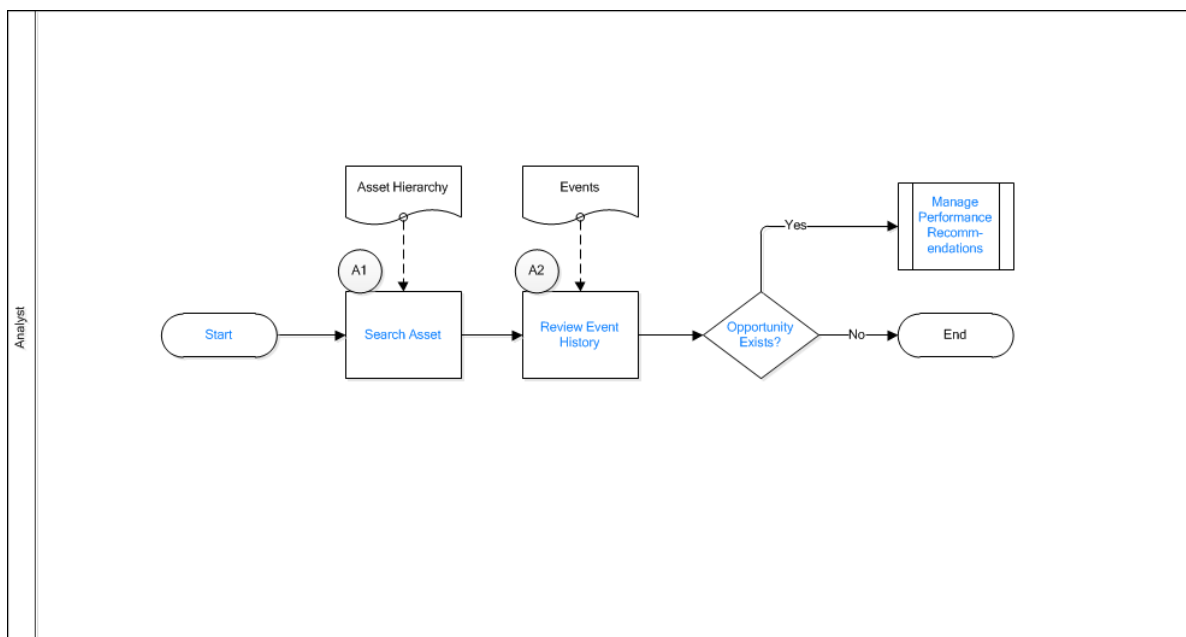 Analyst
Asset Hierarchy
Events
A1
A2
Start
Search Asset
Review Event
History
Opportunity
Exists?
Yes
No
Manage
Performance
Recomm-
endations
End